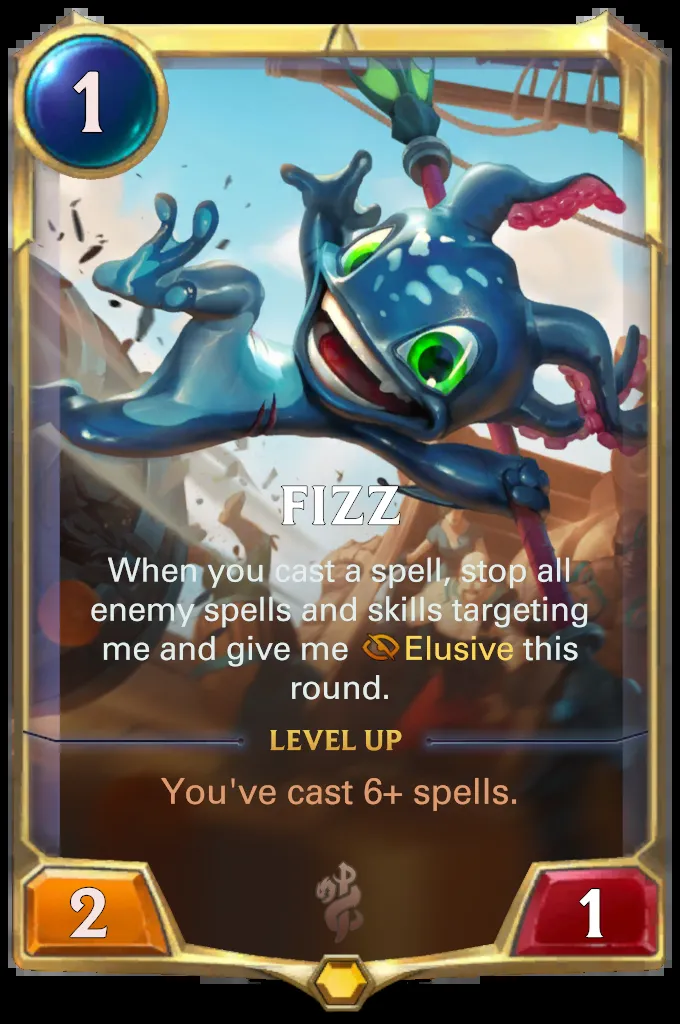 1
FIZZ
When you cast a spell, stop all
enemy spells and skills targeting
me and give me Elusive this
round.
LEVEL UP
You've cast 6+ spells.
2
1